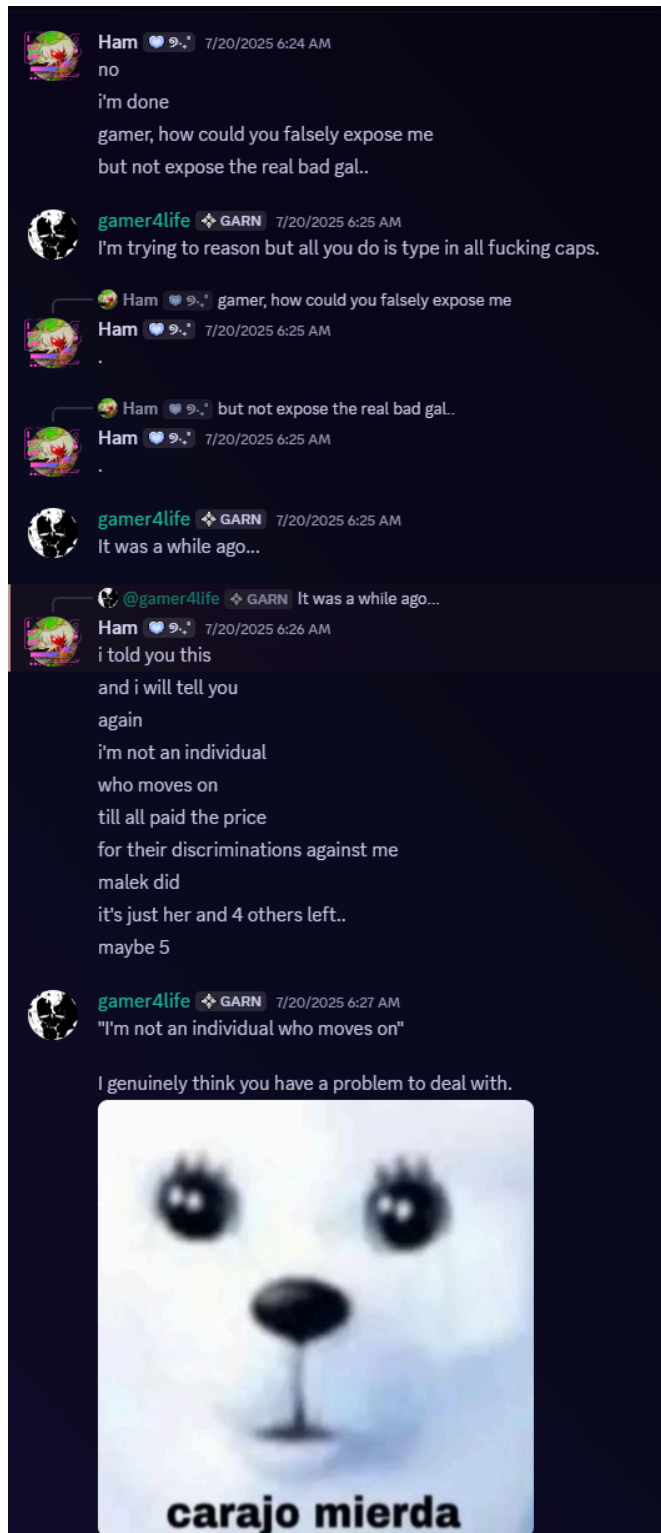 Ham 7/20/2025 6:24 AM
no
i'm done
gamer, how could you falsely expose me
but not expose the real bad gal..
gamer4life GARN 7/20/2025 6:25 AM
I'm trying to reason but all you do is type in all fucking caps.
Ham gamer, how could you falsely expose me
Ham 7/20/2025 6:25 AM
.
Ham but not expose the real bad gal..
Ham 7/20/2025 6:25 AM
.
gamer4life GARN 7/20/2025 6:25 AM
It was a while ago...
@gamer4life GARN It was a while ago...
Ham 7/20/2025 6:26 AM
i told you this
and i will tell you
again
i'm not an individual
who moves on
till all paid the price
for their discriminations against me
malek did
it's just her and 4 others left..
maybe 5
gamer4life GARN 7/20/2025 6:27 AM
"I'm not an individual who moves on"
I genuinely think you have a problem to deal with.
carajo mierda